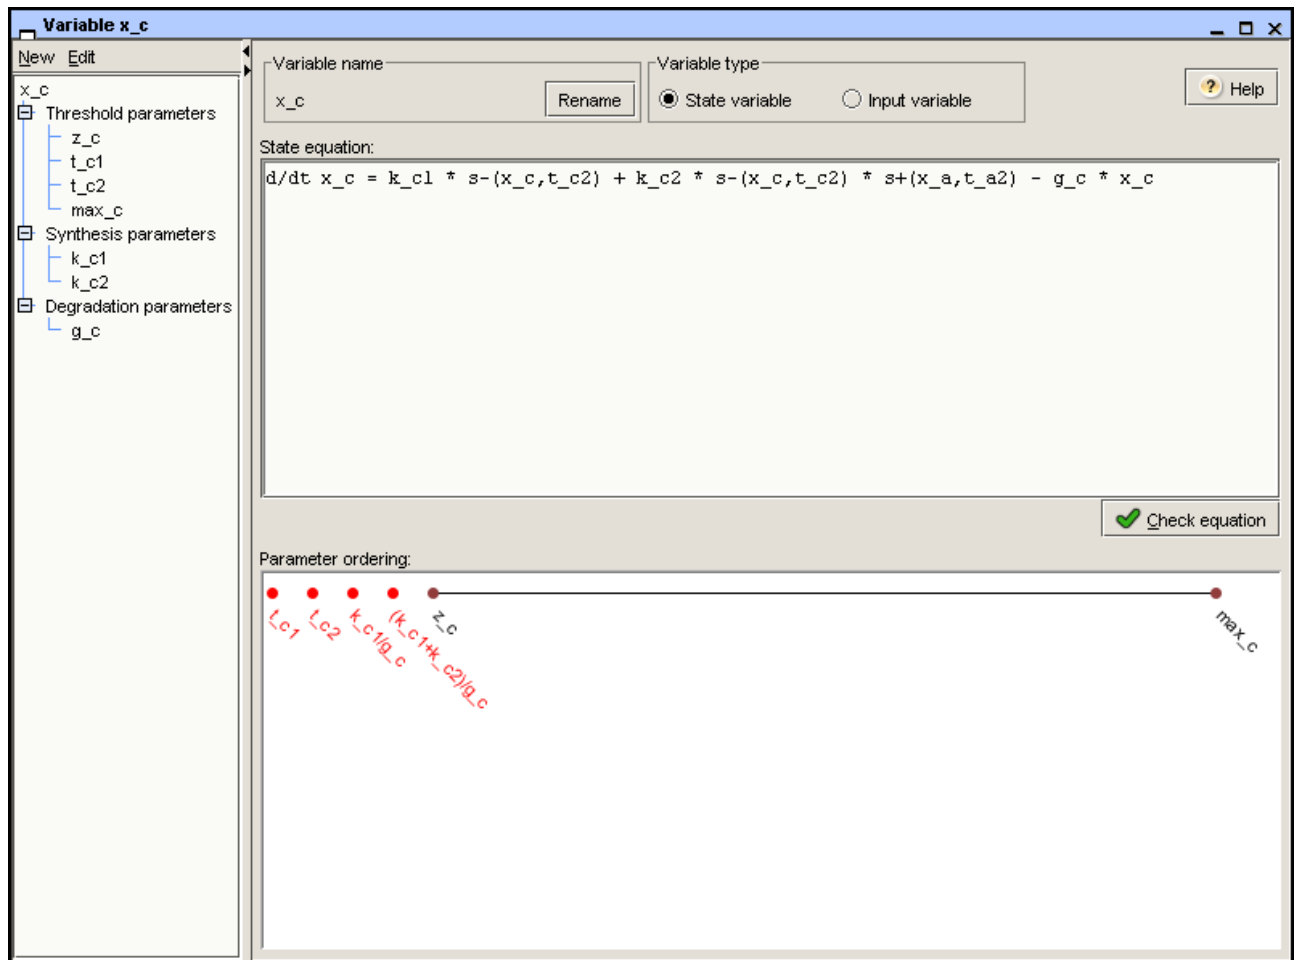 Variable x_c
New Edit
x_c
Threshold parameters
z_c
t_c1
t_c2
max_c
Synthesis parameters
k_c1
k_c2
Degradation parameters
g_c
Variable name
x_c
Rename
Variable type
State variable
Input variable
Help
State equation:
d/dt x_c = k_c1 * s-(x_c,t_c2) + k_c2 * s-(x_c,t_c2) * s+(x_a,t_a2) - g_c * x_c
Check equation
Parameter ordering:
t_c1
t_c2
k_c1/g_c
(k_c1+k_c2)/g_c
z_c
max_c